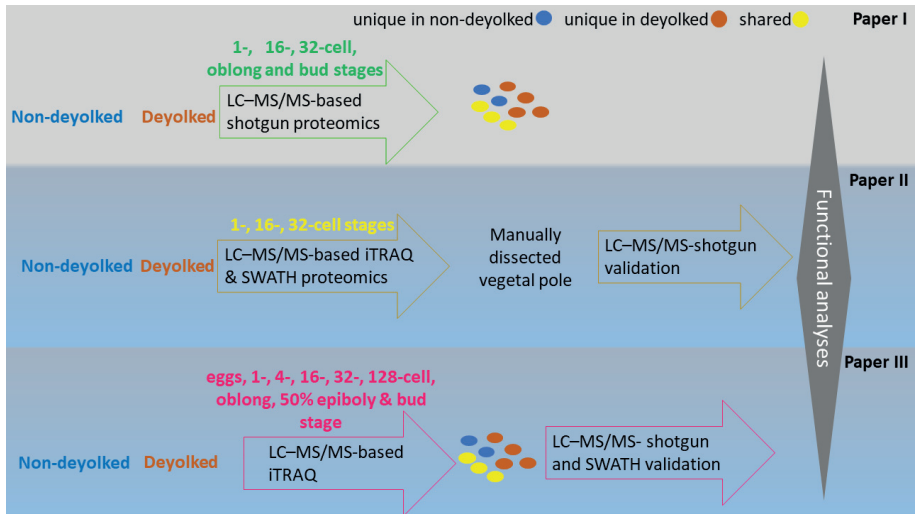 unique in non-deyolked unique in deyolked shared Paper I
1-, 16-, 32-cell,
oblong and bud stages
Non-deyolked Deyolked
LC–MS/MS-based
shotgun proteomics
Paper II
1-, 16-, 32-cell stages
Non-deyolked Deyolked
LC–MS/MS-based iTRAQ
& SWATH proteomics
Manually
dissected
vegetal pole
LC–MS/MS-shotgun
validation
Functional analyses
Paper III
eggs, 1-, 4-, 16-, 32-, 128-cell,
oblong, 50% epiboly & bud
stage
Non-deyolked Deyolked
LC–MS/MS-based
iTRAQ
LC–MS/MS- shotgun
and SWATH validation